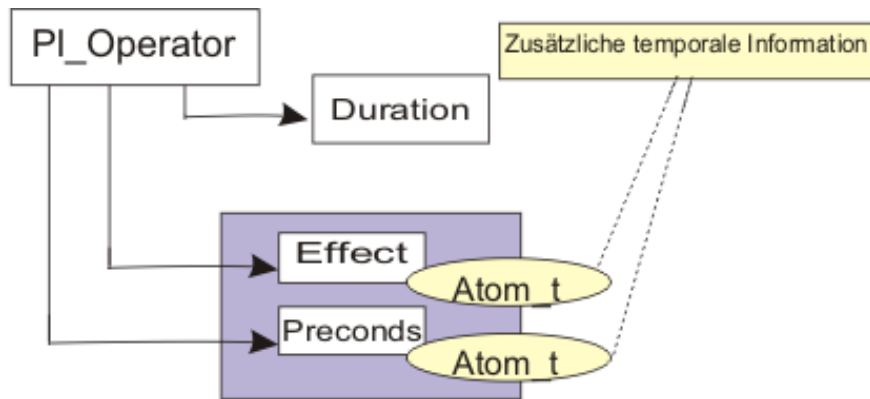 Pl_Operator
Zusätzliche temporale Information
Duration
Effect
Atom_t
Preconds
Atom_t